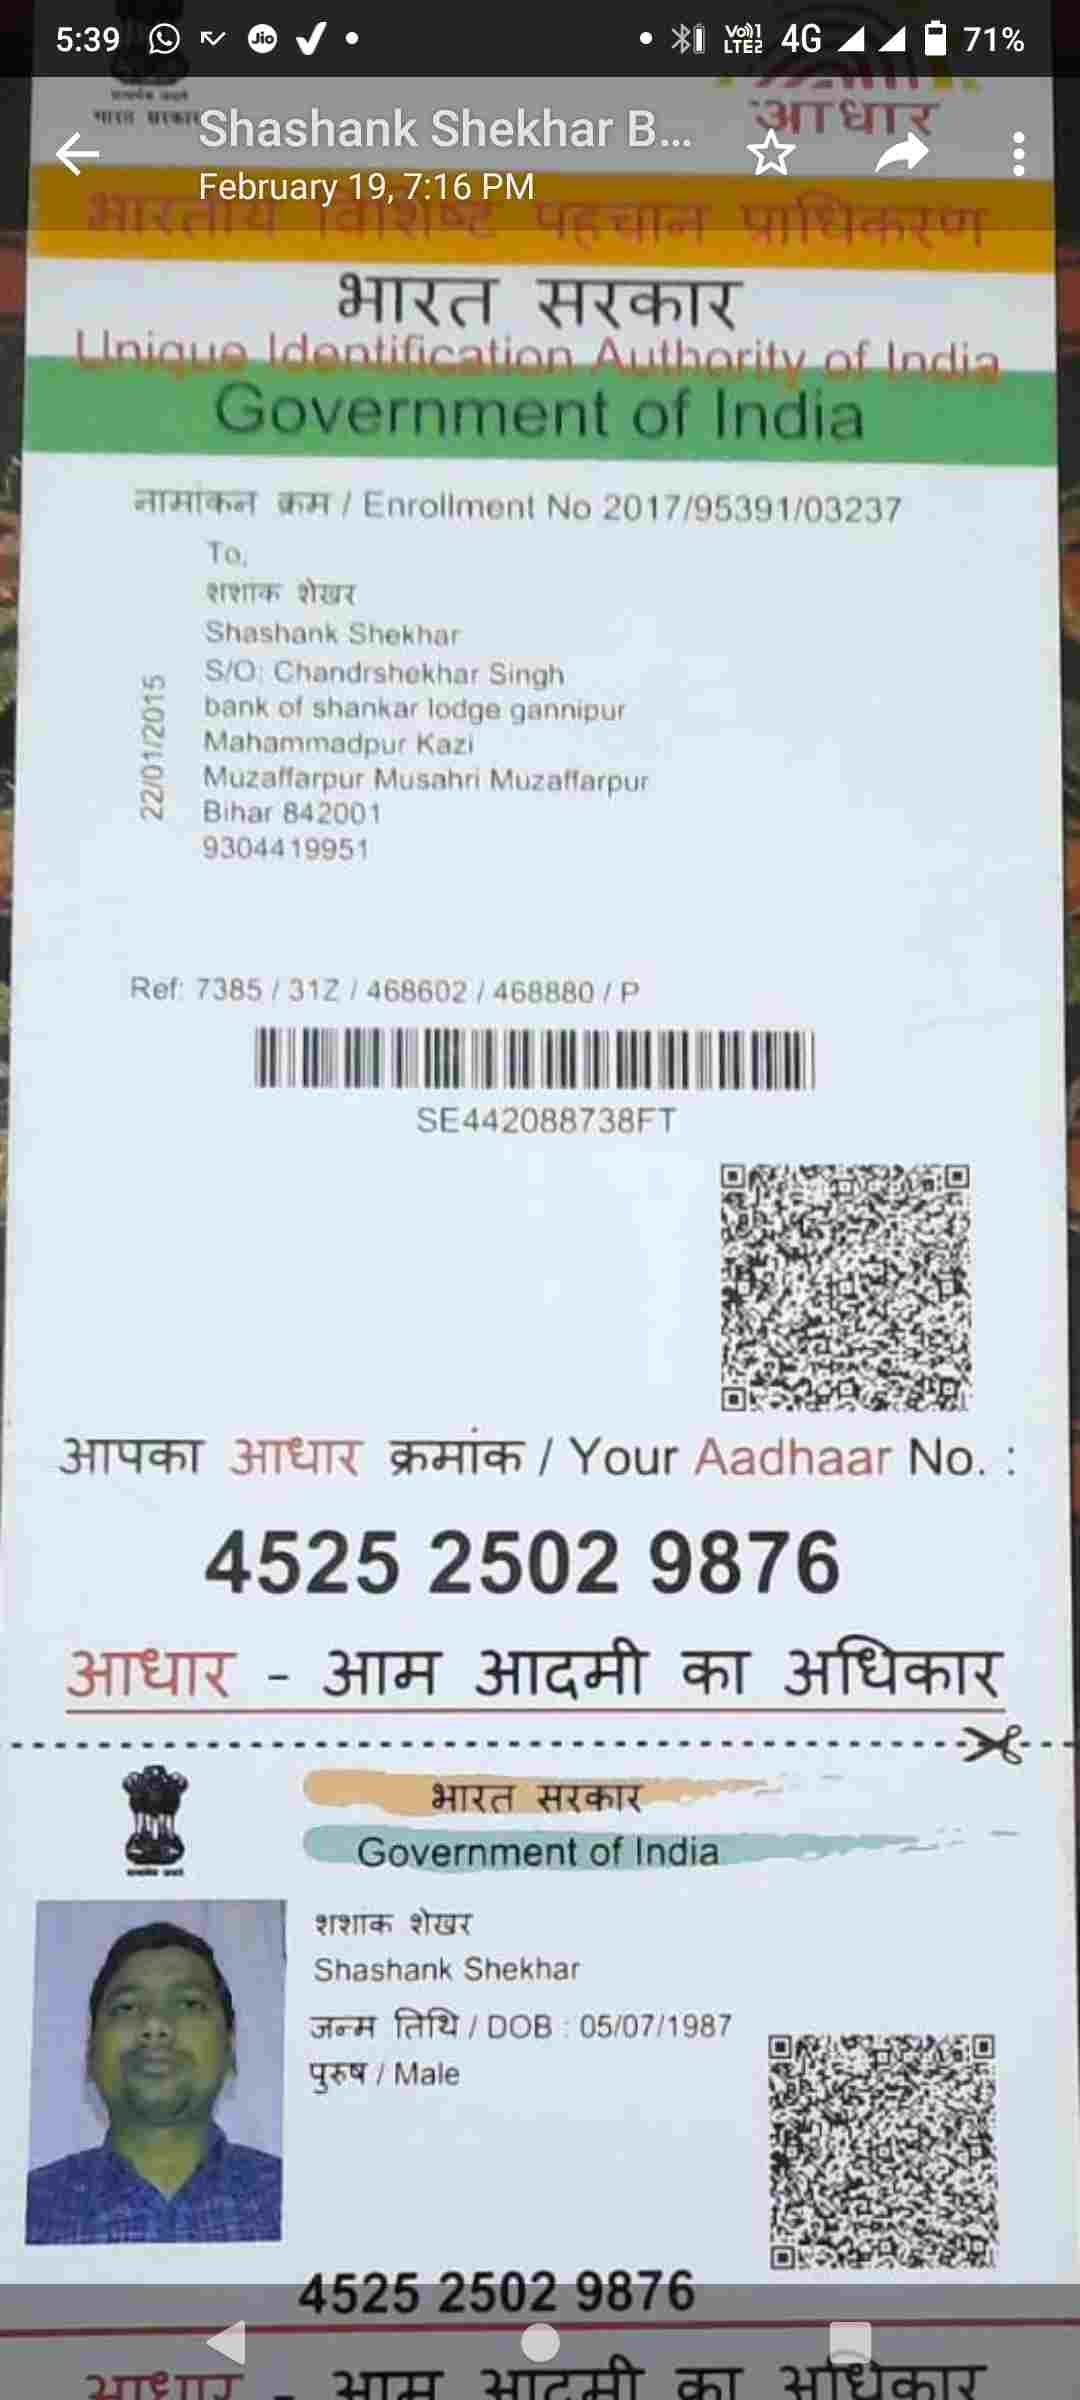 5:39
Vo)) 1 LTE2 4G 71%
Shashank Shekhar B...
February 19, 7:16 PM
भारत सरकार
आधार
भारतीय विशिष्ट पहचान प्राधिकरण
भारत सरकार
Unique Identification Authority of India
Government of India
नामांकन क्रम / Enrollment No 2017/95391/03237
To,
शशांक शेखर
Shashank Shekhar
S/O: Chandrshekhar Singh
bank of shankar lodge gannipur
Mahammadpur Kazi
Muzaffarpur Musahri Muzaffarpur
Bihar 842001
9304419951
22/01/2015
Ref: 7385 / 31Z / 468602 / 468880 / P
SE442088738FT
आपका आधार क्रमांक / Your Aadhaar No. :
4525 2502 9876
आधार - आम आदमी का अधिकार
भारत सरकार
Government of India
शशांक शेखर
Shashank Shekhar
जन्म तिथि / DOB : 05/07/1987
पुरुष / Male
4525 2502 9876
आधार - आम आदमी का अधिकार